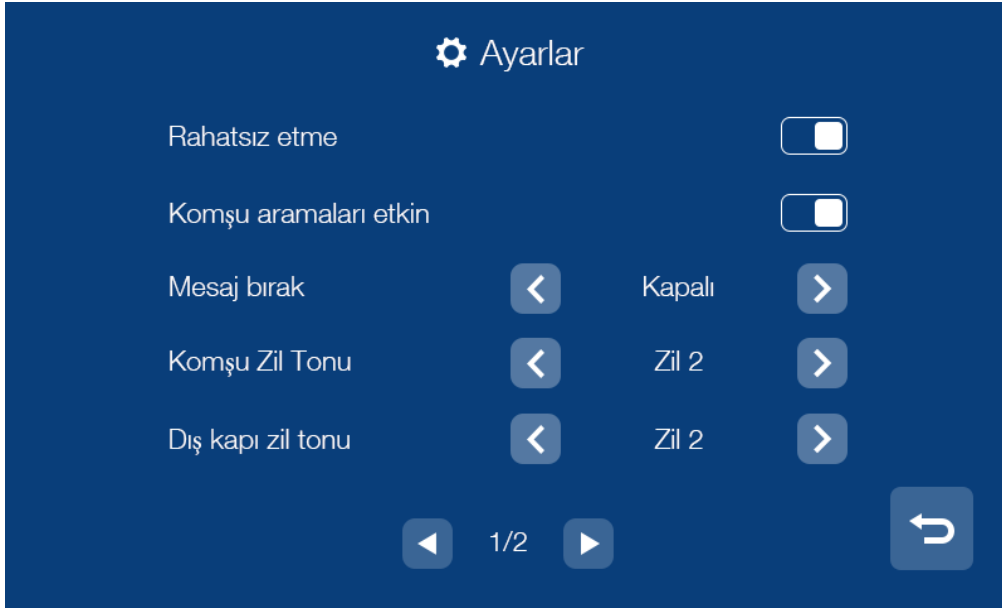 Ayarlar
Rahatsız etme
Komşu aramaları etkin
Mesaj bırak Kapalı
Komşu Zil Tonu Zil 2
Dış kapı zil tonu Zil 2
1/2